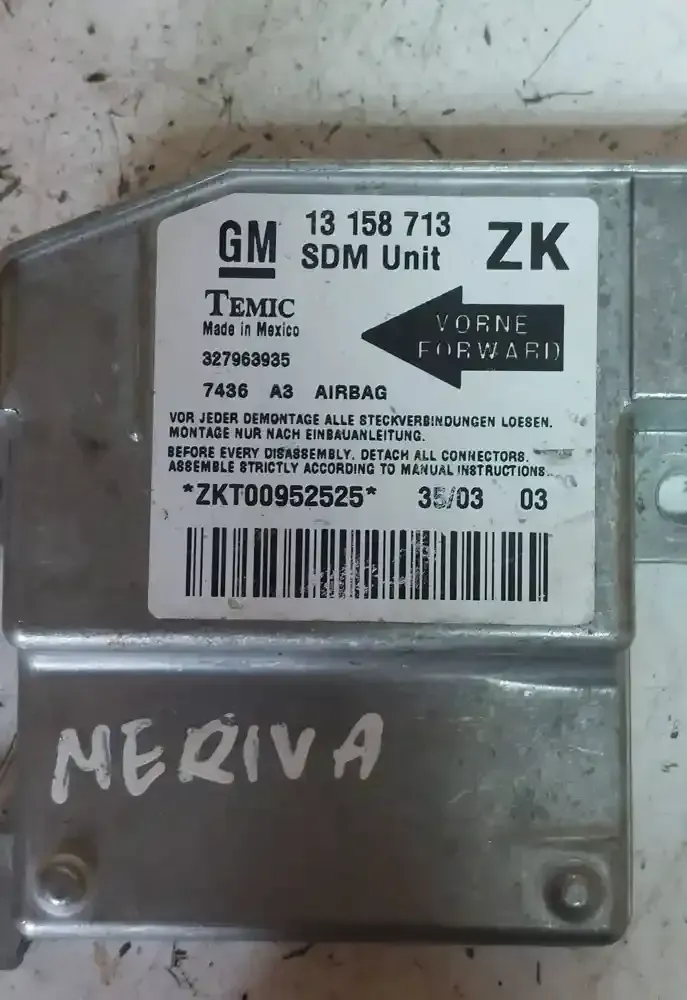 GM 13 158 713 ZK
SDM Unit
TEMIC
Made in Mexico
VORNE
FORWARD
327963935
7436 A3 AIRBAG
VOR JEDER DEMONTAGE ALLE STECKVERBINDUNGEN LOESEN.
MONTAGE NUR NACH EINBAUANLEITUNG.
BEFORE EVERY DISASSEMBLY. DETACH ALL CONNECTORS.
ASSEMBLE STRICTLY ACCORDING TO MANUAL INSTRUCTIONS.
*ZKT00952525* 35/03 03
MERIVA